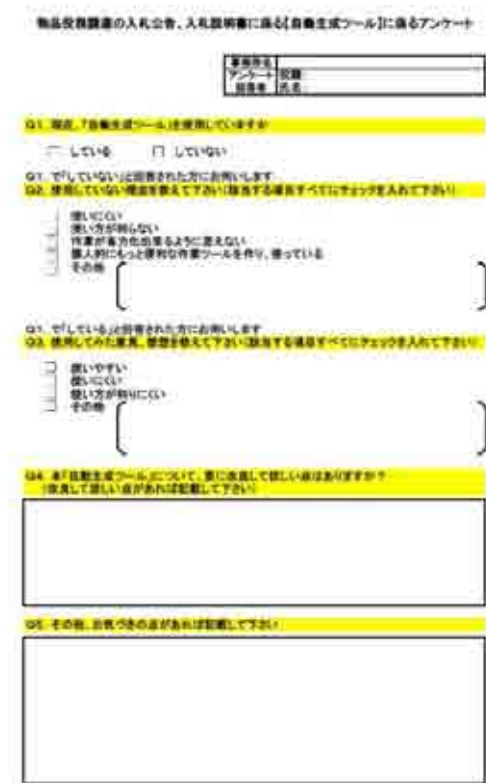 物品役務調達の入札公告、入札説明書に係る【自動生成ツール】に係るアンケート
事務所名
アンケート 役職
担当者 氏名
Q1. 現在、「自動生成ツール」を使用していますか
している していない
Q1. で「していない」と回答された方にお伺いします
Q2. 使用していない理由を教えて下さい(該当する項目すべてにチェックを入れて下さい)
使いにくい
使い方が判らない
作業が省力化出来るように思えない
個人的にもっと便利な作業ツールを作り、使っている
その他
Q1. で「している」と回答された方にお伺いします
Q3. 使用してみた意見、感想を教えて下さい(該当する項目すべてにチェックを入れて下さい)
使いやすい
使いにくい
使い方が判りにくい
その他
Q4. 本「自動生成ツール」について、更に改良して欲しい点はありますか?
(改良して欲しい点があれば記載して下さい)
Q5. その他、お気づきの点があれば記載して下さい